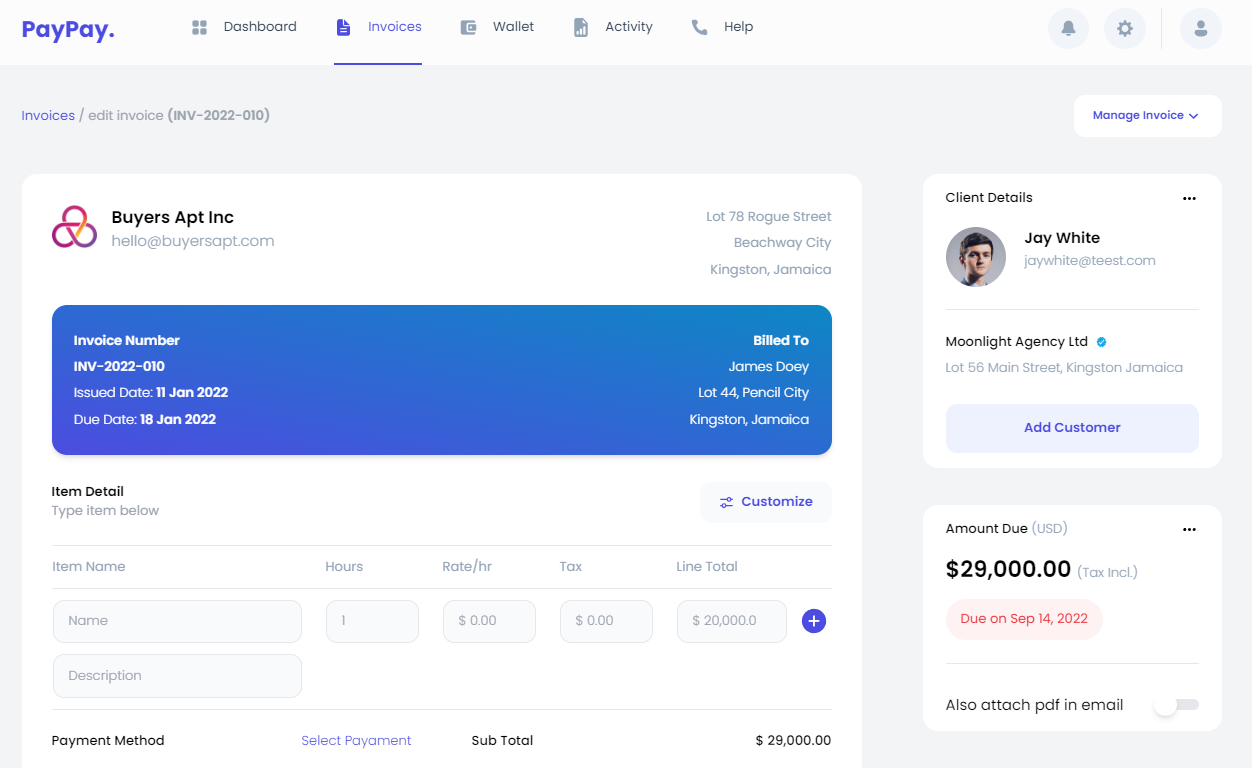 PayPay.
Dashboard
Invoices
Wallet
Activity
Help
Invoices / edit invoice (INV-2022-010)
Manage Invoice
Buyers Apt Inc
hello@buyersapt.com
Lot 78 Rogue Street
Beachway City
Kingston, Jamaica
Invoice Number
INV-2022-010
Issued Date: 11 Jan 2022
Due Date: 18 Jan 2022
Billed To
James Doey
Lot 44, Pencil City
Kingston, Jamaica
Item Detail
Type item below
Customize
Item Name Hours Rate/hr Tax Line Total
Name 1 $ 0.00 $ 0.00 $ 20,000.0
Description
Payment Method Select Payament Sub Total $ 29,000.00
Client Details
Jay White
jaywhite@teest.com
Moonlight Agency Ltd
Lot 56 Main Street, Kingston Jamaica
Add Customer
Amount Due (USD)
$29,000.00 (Tax Incl.)
Due on Sep 14, 2022
Also attach pdf in email